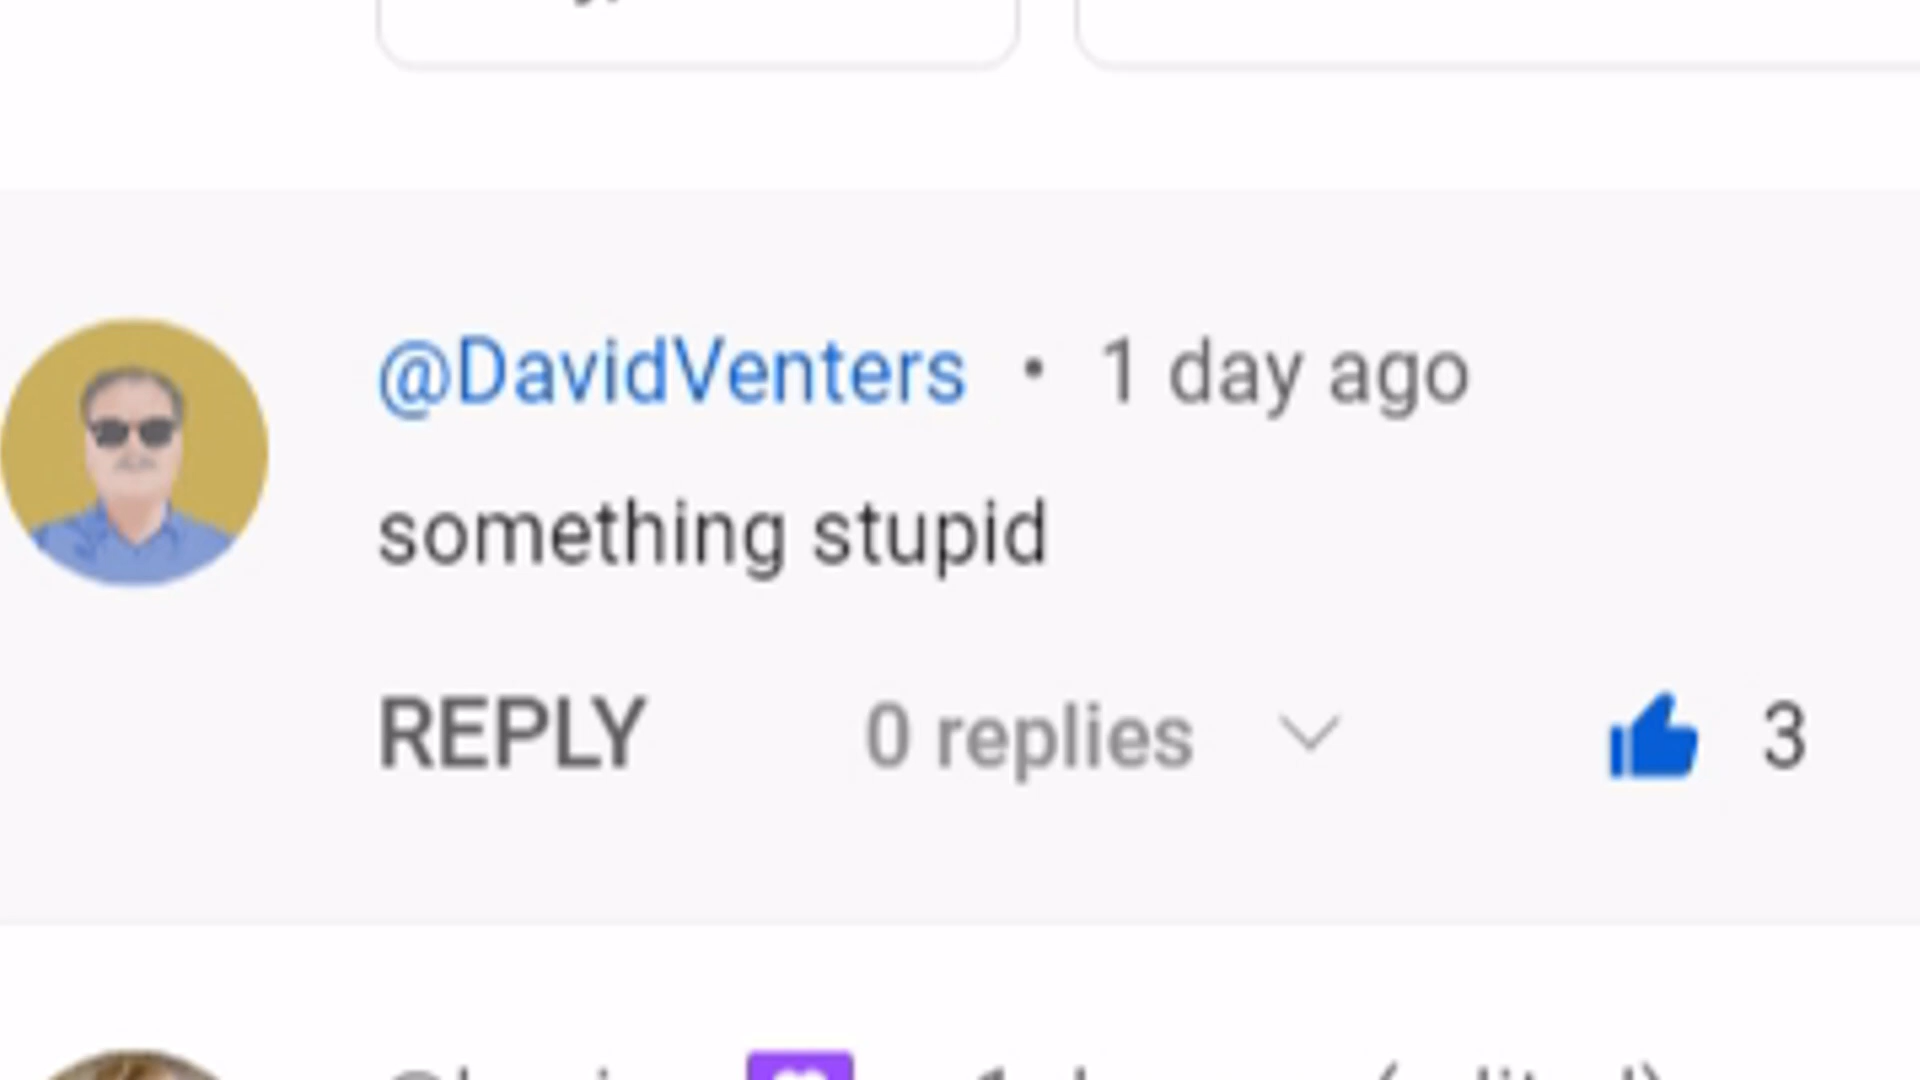 @DavidVenters • 1 day ago
something stupid
REPLY 0 replies 3